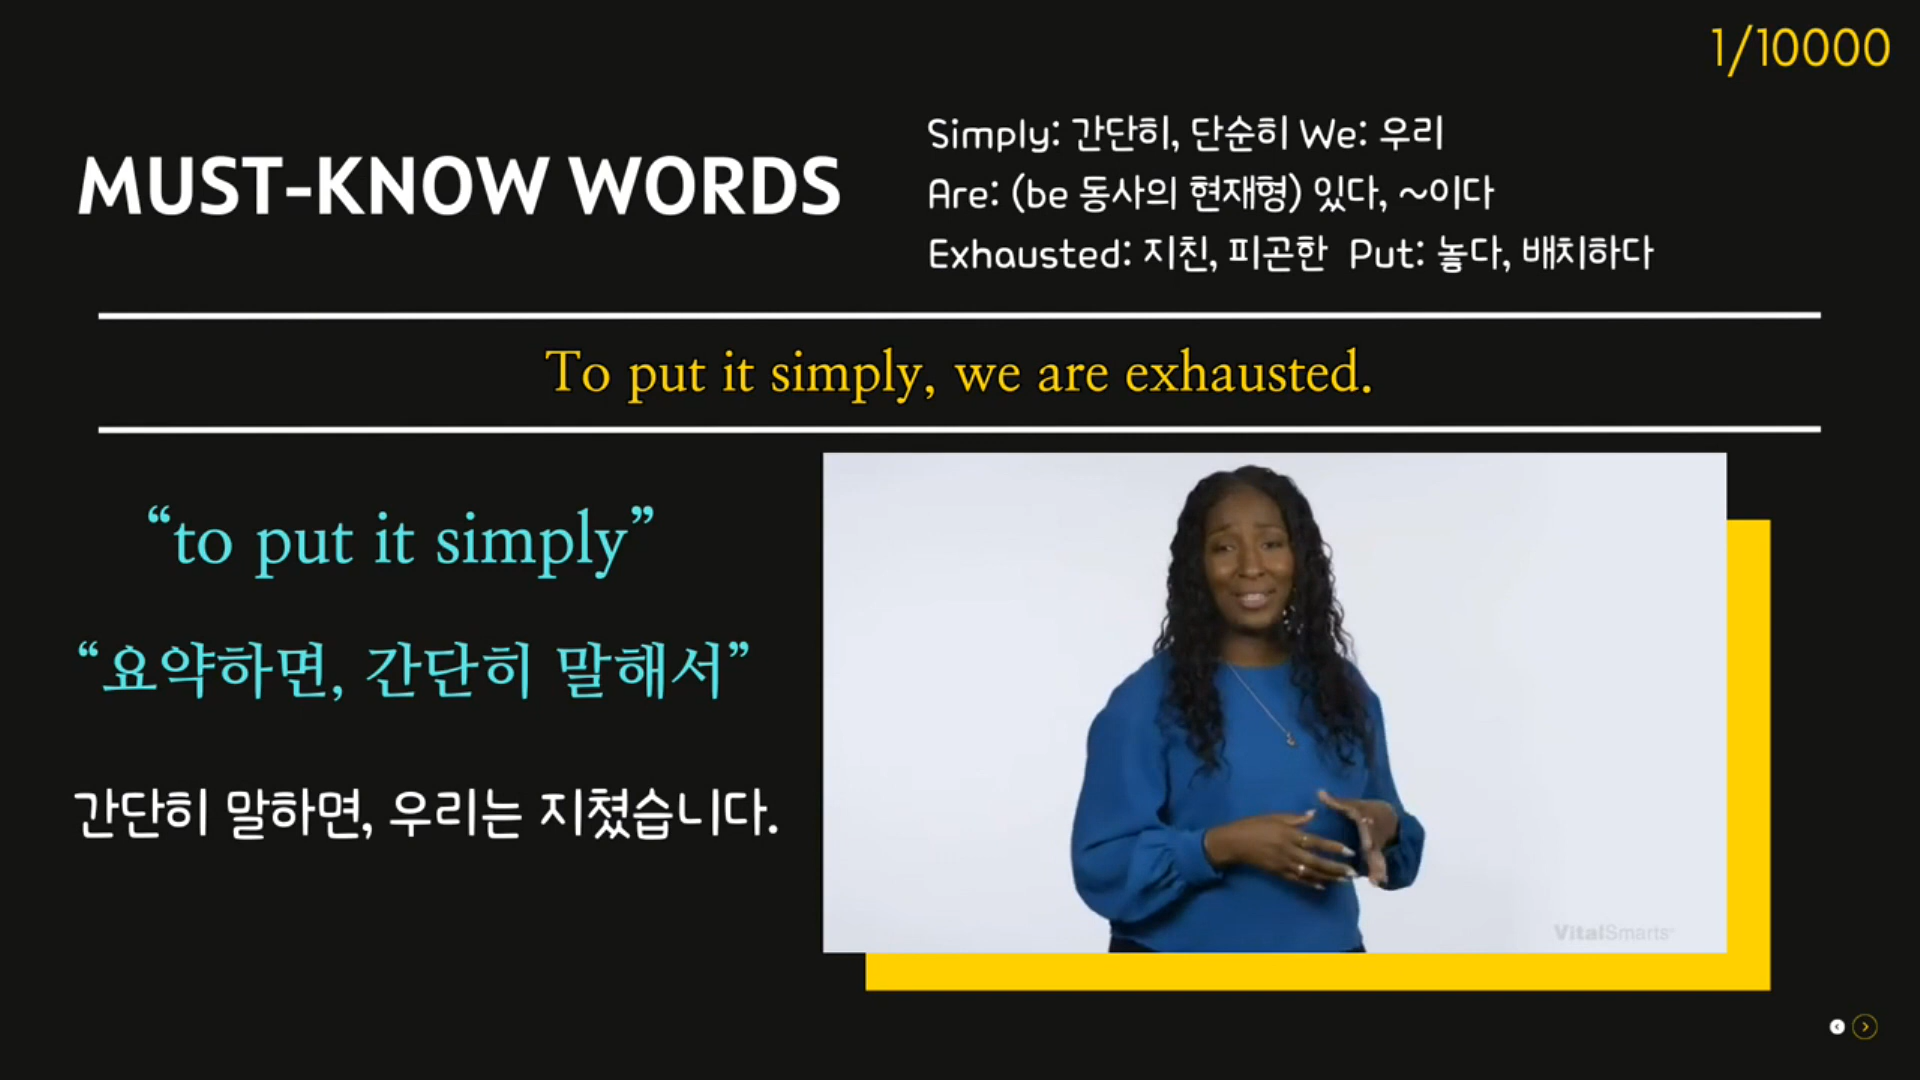 1/10000
MUST-KNOW WORDS
Simply: 간단히, 단순히 We: 우리
Are: (be 동사의 현재형) 있다, ~이다
Exhausted: 지친, 피곤한 Put: 놓다, 배치하다
To put it simply, we are exhausted.
“to put it simply”
“요약하면, 간단히 말해서”
간단히 말하면, 우리는 지쳤습니다.
VitalSmarts